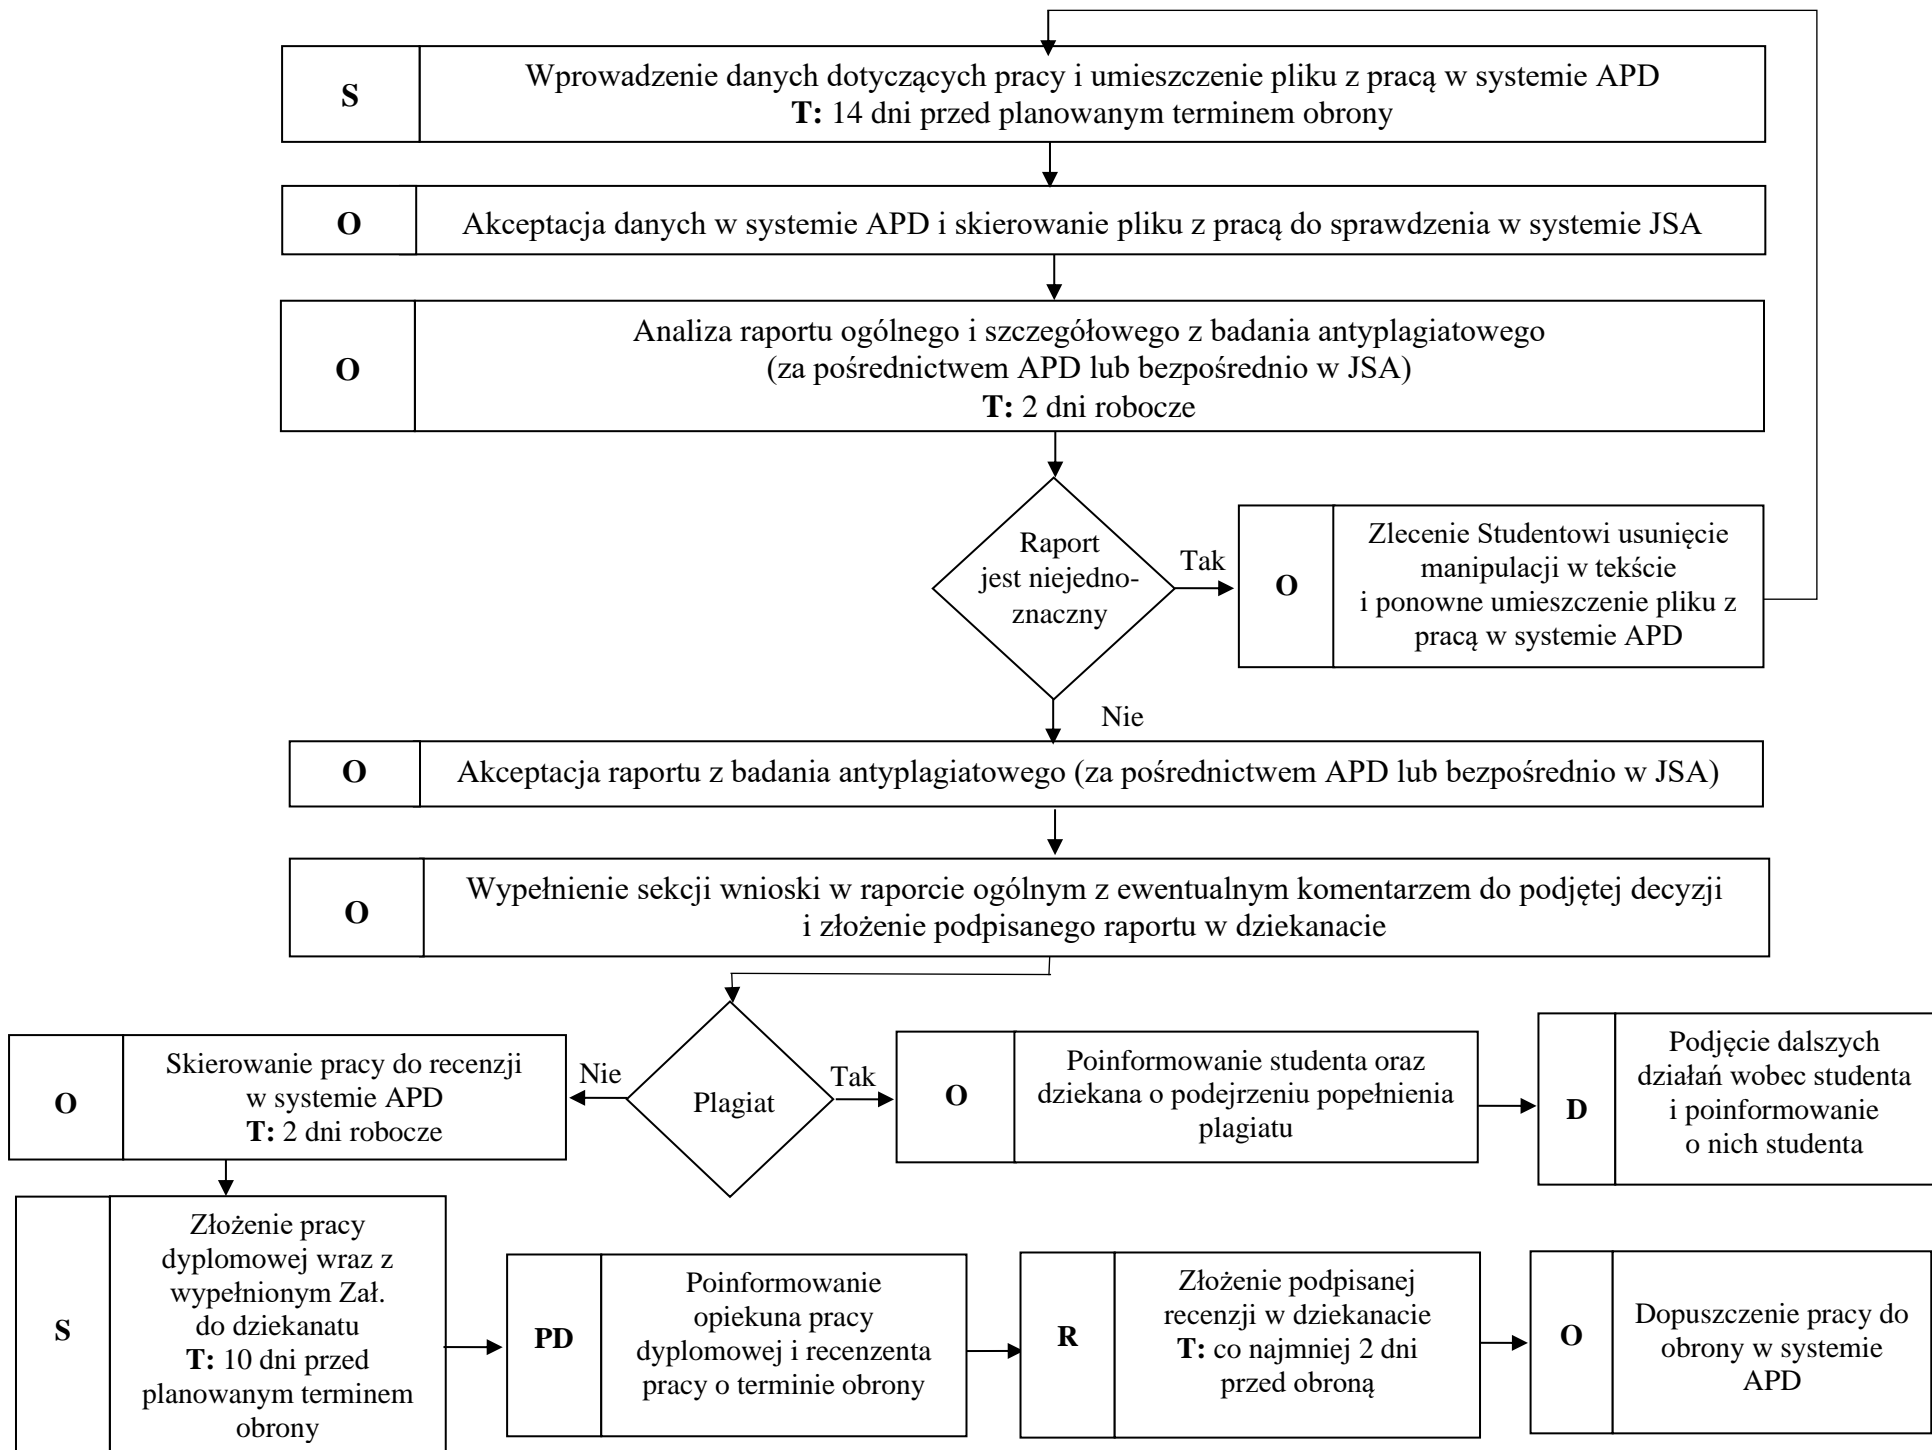 S
Wprowadzenie danych dotyczących pracy i umieszczenie pliku z pracą w systemie APD
T: 14 dni przed planowanym terminem obrony
O
Akceptacja danych w systemie APD i skierowanie pliku z pracą do sprawdzenia w systemie JSA
O
Analiza raportu ogólnego i szczegółowego z badania antyplagiatowego
(za pośrednictwem APD lub bezpośrednio w JSA)
T: 2 dni robocze
Raport
jest niejedno-
znaczny
Tak
O
Zlecenie Studentowi usunięcie
manipulacji w tekście
i ponowne umieszczenie pliku z
pracą w systemie APD
Nie
O
Akceptacja raportu z badania antyplagiatowego (za pośrednictwem APD lub bezpośrednio w JSA)
O
Wypełnienie sekcji wnioski w raporcie ogólnym z ewentualnym komentarzem do podjętej decyzji
i złożenie podpisanego raportu w dziekanacie
O
Skierowanie pracy do recenzji
w systemie APD
T: 2 dni robocze
Nie
Plagiat
Tak
O
Poinformowanie studenta oraz
dziekana o podejrzeniu popełnienia
plagiatu
D
Podjęcie dalszych
działań wobec studenta
i poinformowanie
o nich studenta
S
Złożenie pracy
dyplomowej wraz z
wypełnionym Zał.
do dziekanatu
T: 10 dni przed
planowanym terminem
obrony
PD
Poinformowanie
opiekuna pracy
dyplomowej i recenzenta
pracy o terminie obrony
R
Złożenie podpisanej
recenzji w dziekanacie
T: co najmniej 2 dni
przed obroną
O
Dopuszczenie pracy do
obrony w systemie
APD